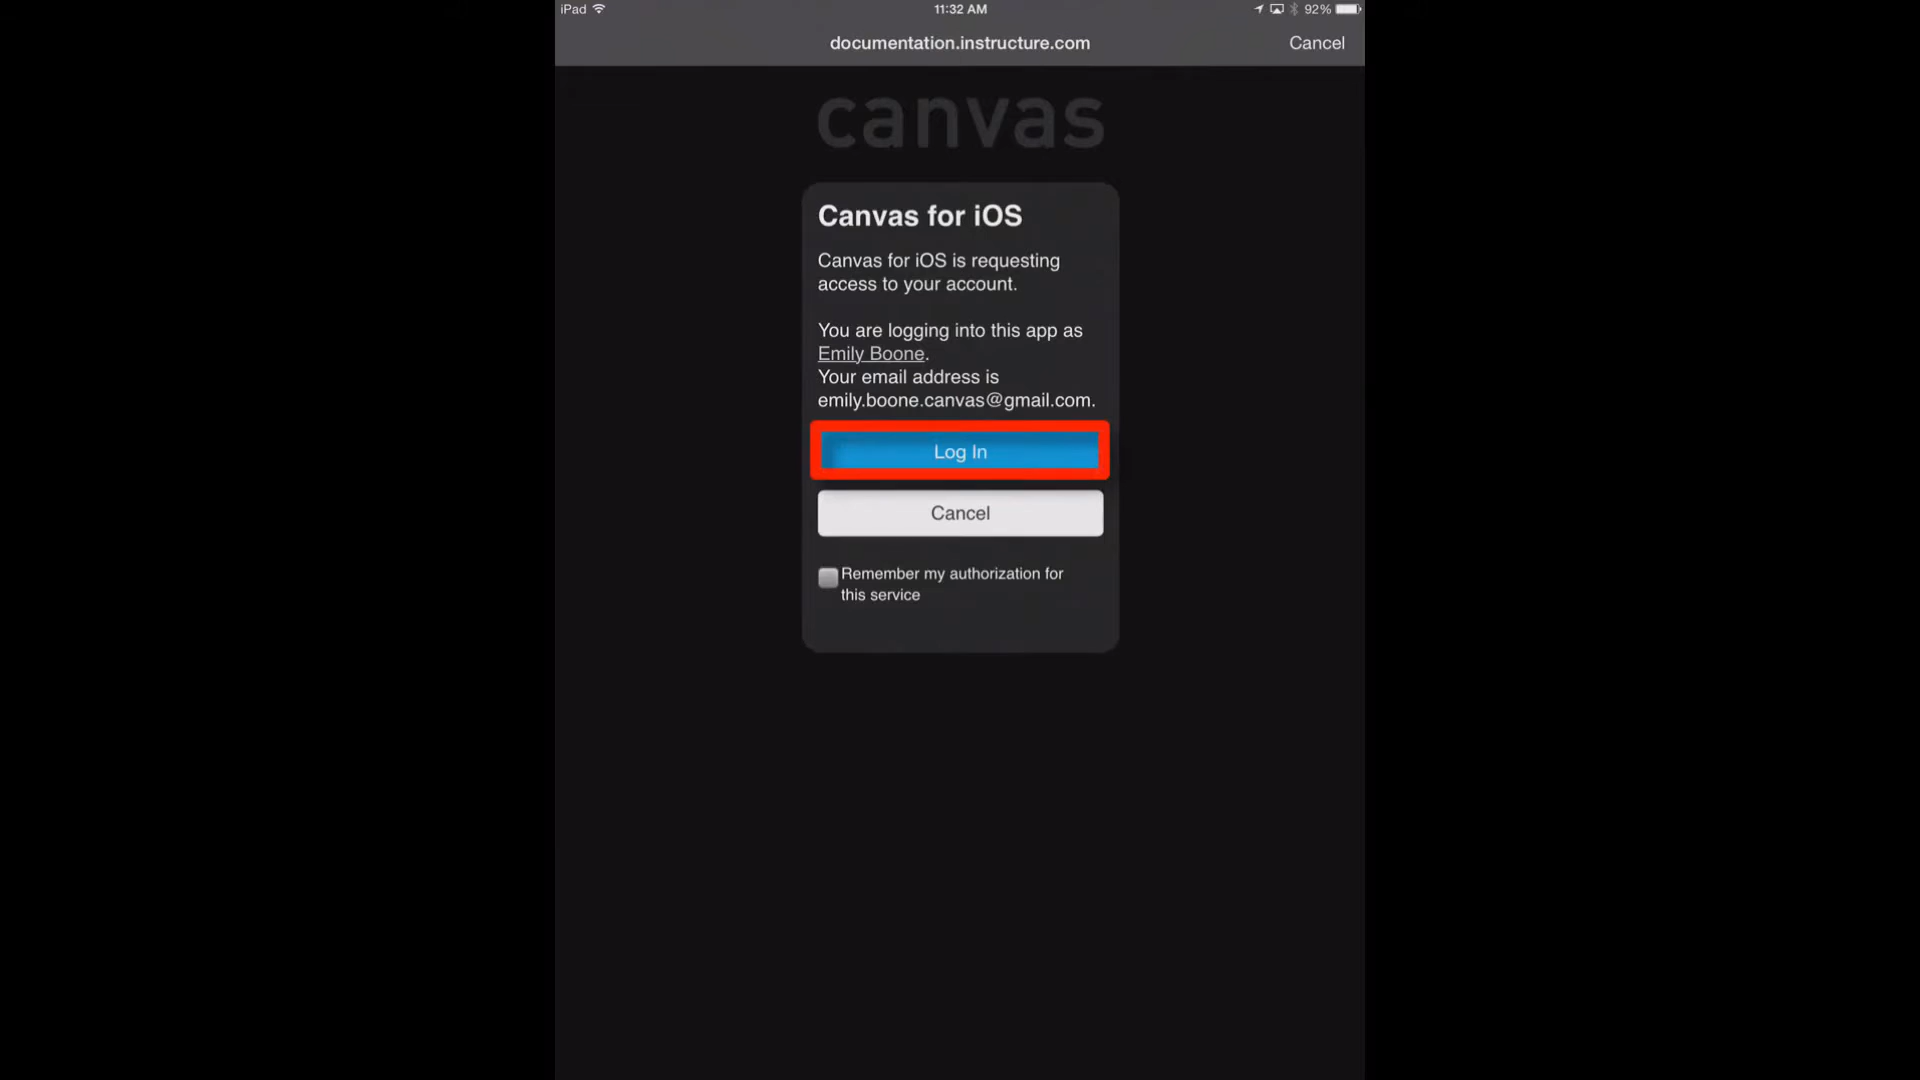 iPad 11:32 AM 92%
documentation.instructure.com Cancel
canvas
Canvas for iOS
Canvas for iOS is requesting
access to your account.
You are logging into this app as
Emily Boone.
Your email address is
emily.boone.canvas@gmail.com.
Log In
Cancel
Remember my authorization for
this service